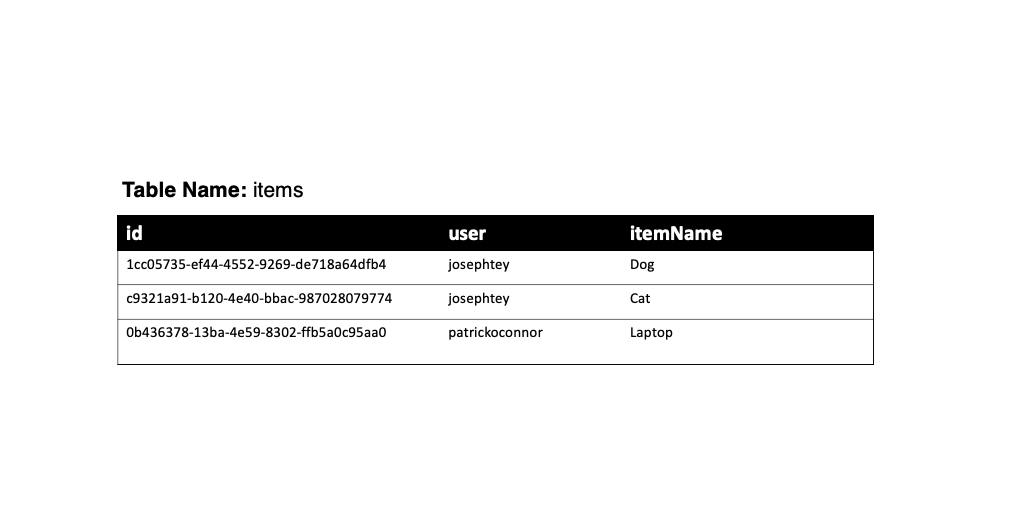 Table Name: items
id user itemName
1cc05735-ef44-4552-9269-de718a64dfb4 josephtey Dog
c9321a91-b120-4e40-bbac-987028079774 josephtey Cat
0b436378-13ba-4e59-8302-ffb5a0c95aa0 patrickoconnor Laptop